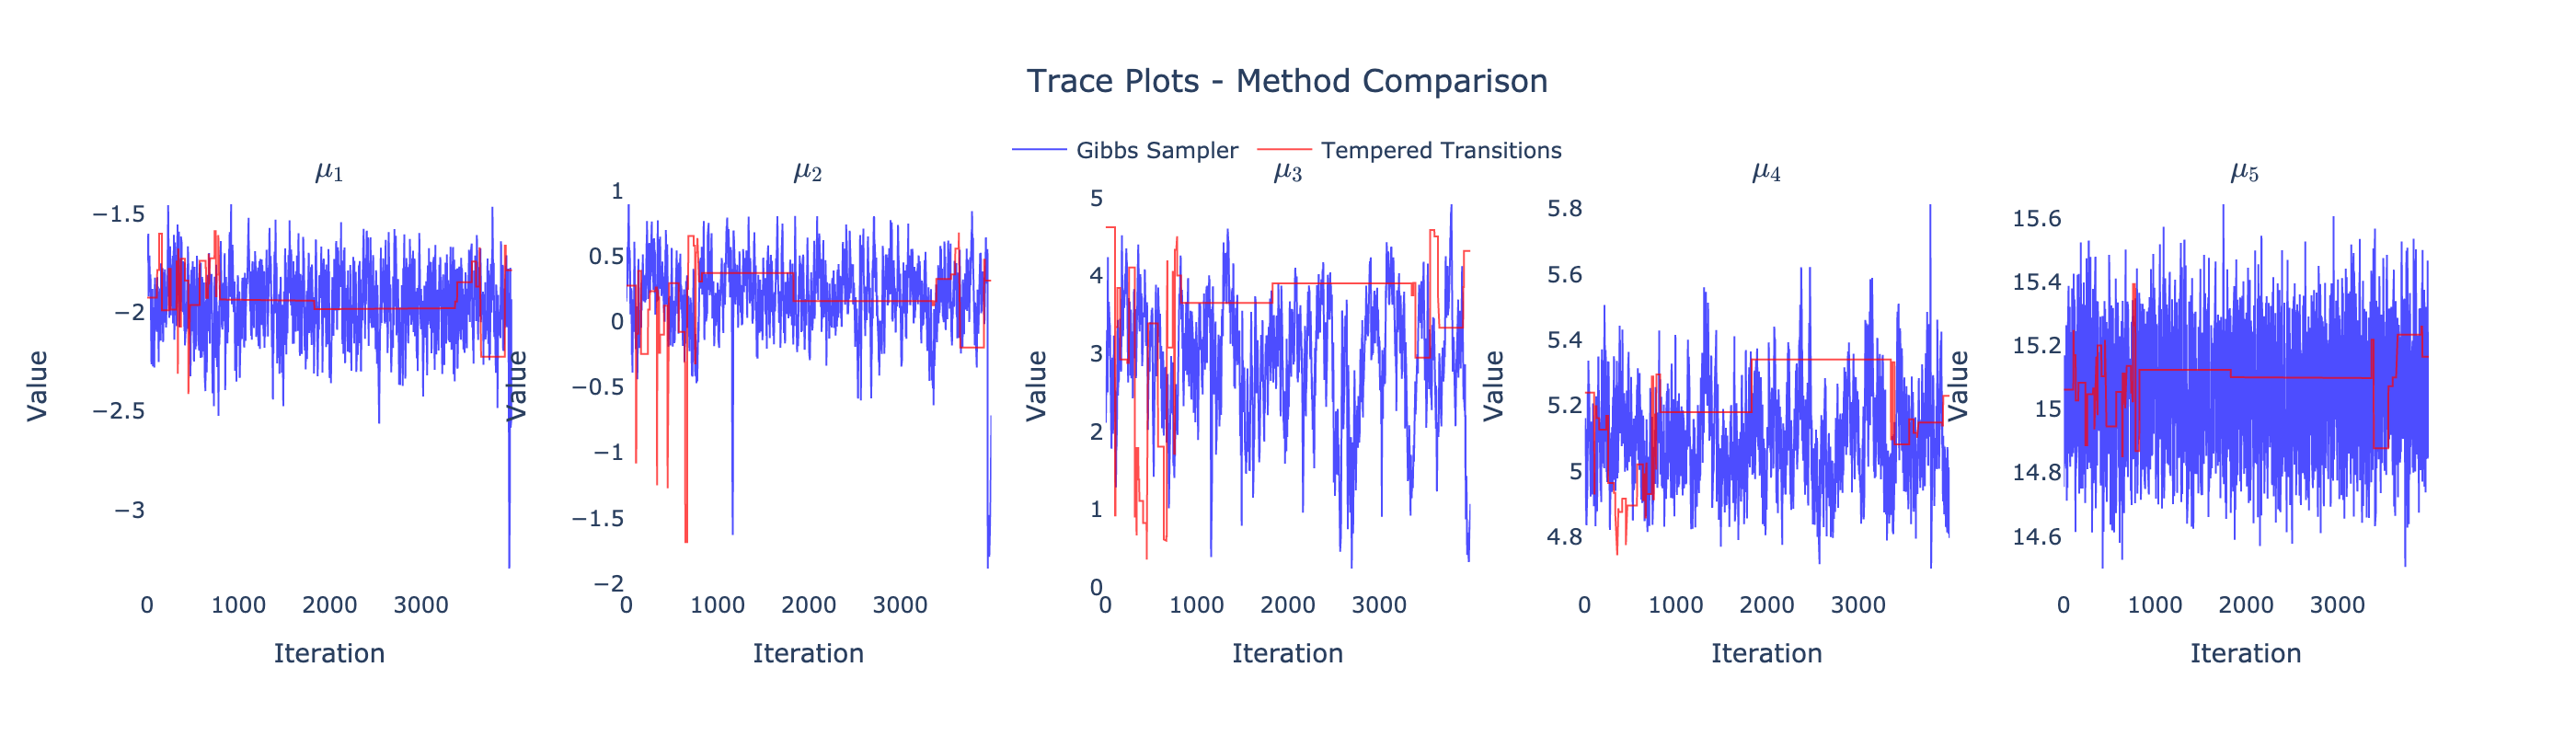 Trace Plots - Method Comparison
Gibbs Sampler Tempered Transitions
μ1
−1.5
−2
−2.5
−3
Value
0 1000 2000 3000
Iteration
μ2
1
0.5
0
−0.5
−1
−1.5
−2
Value
0 1000 2000 3000
Iteration
μ3
5
4
3
2
1
0
Value
0 1000 2000 3000
Iteration
μ4
5.8
5.6
5.4
5.2
5
4.8
Value
0 1000 2000 3000
Iteration
μ5
15.6
15.4
15.2
15
14.8
14.6
Value
0 1000 2000 3000
Iteration